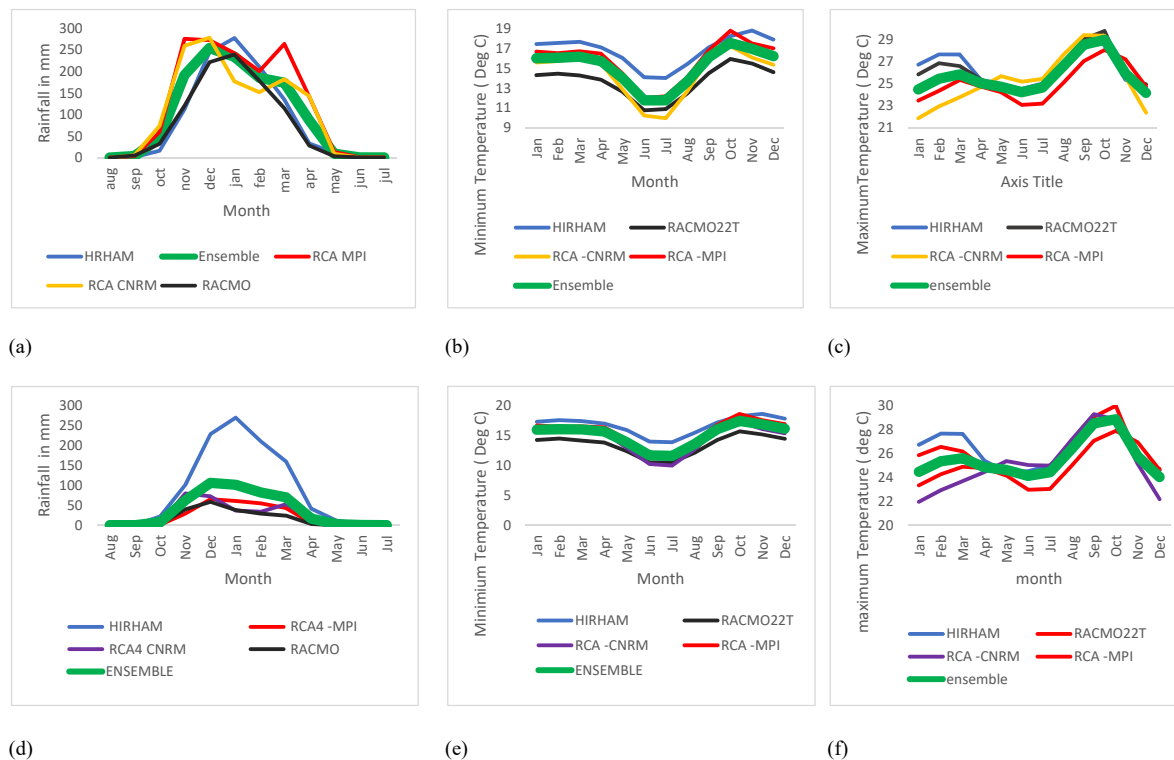 Rainfall in mm
300
250
200
150
100
50
0
aug sep oct nov dec jan feb mar apr may jun jul
Month
HRHAM Ensemble RCA MPI
RCA CNRM RACMO
(a)
Minimum Temperature ( Deg C)
19
17
15
13
11
9
Jan Feb Mar Apr May Jun Jul Aug Sep Oct Nov Dec
Month
HIRHAM RACMO22T
RCA -CNRM RCA -MPI
Ensemble
(b)
MaximumTemperature ( Deg C)
29
27
25
23
21
Jan Feb Mar Apr May Jun Jul Aug Sep Oct Nov Dec
Axis Title
HIRHAM RACMO22T
RCA -CNRM RCA -MPI
ensemble
(c)
Rainfall in mm
300
250
200
150
100
50
0
Aug Sep Oct Nov Dec Jan Feb Mar Apr May Jun Jul
Month
HIRHAM RCA4 -MPI
RCA4 CNRM RACMO
ENSEMBLE
(d)
Minimium Temperature ( Deg C)
20
15
10
5
0
Jan Feb Mar Apr May Jun Jul Aug Sep Oct Nov Dec
Month
HIRHAM RACMO22T
RCA -CNRM RCA -MPI
ENSEMBLE
(e)
maximum Temperature ( deg C)
30
28
26
24
22
20
Jan Feb Mar Apr May Jun Jul Aug Sep Oct Nov Dec
month
HIRHAM RACMO22T
RCA -CNRM RCA -MPI
ensemble
(f)